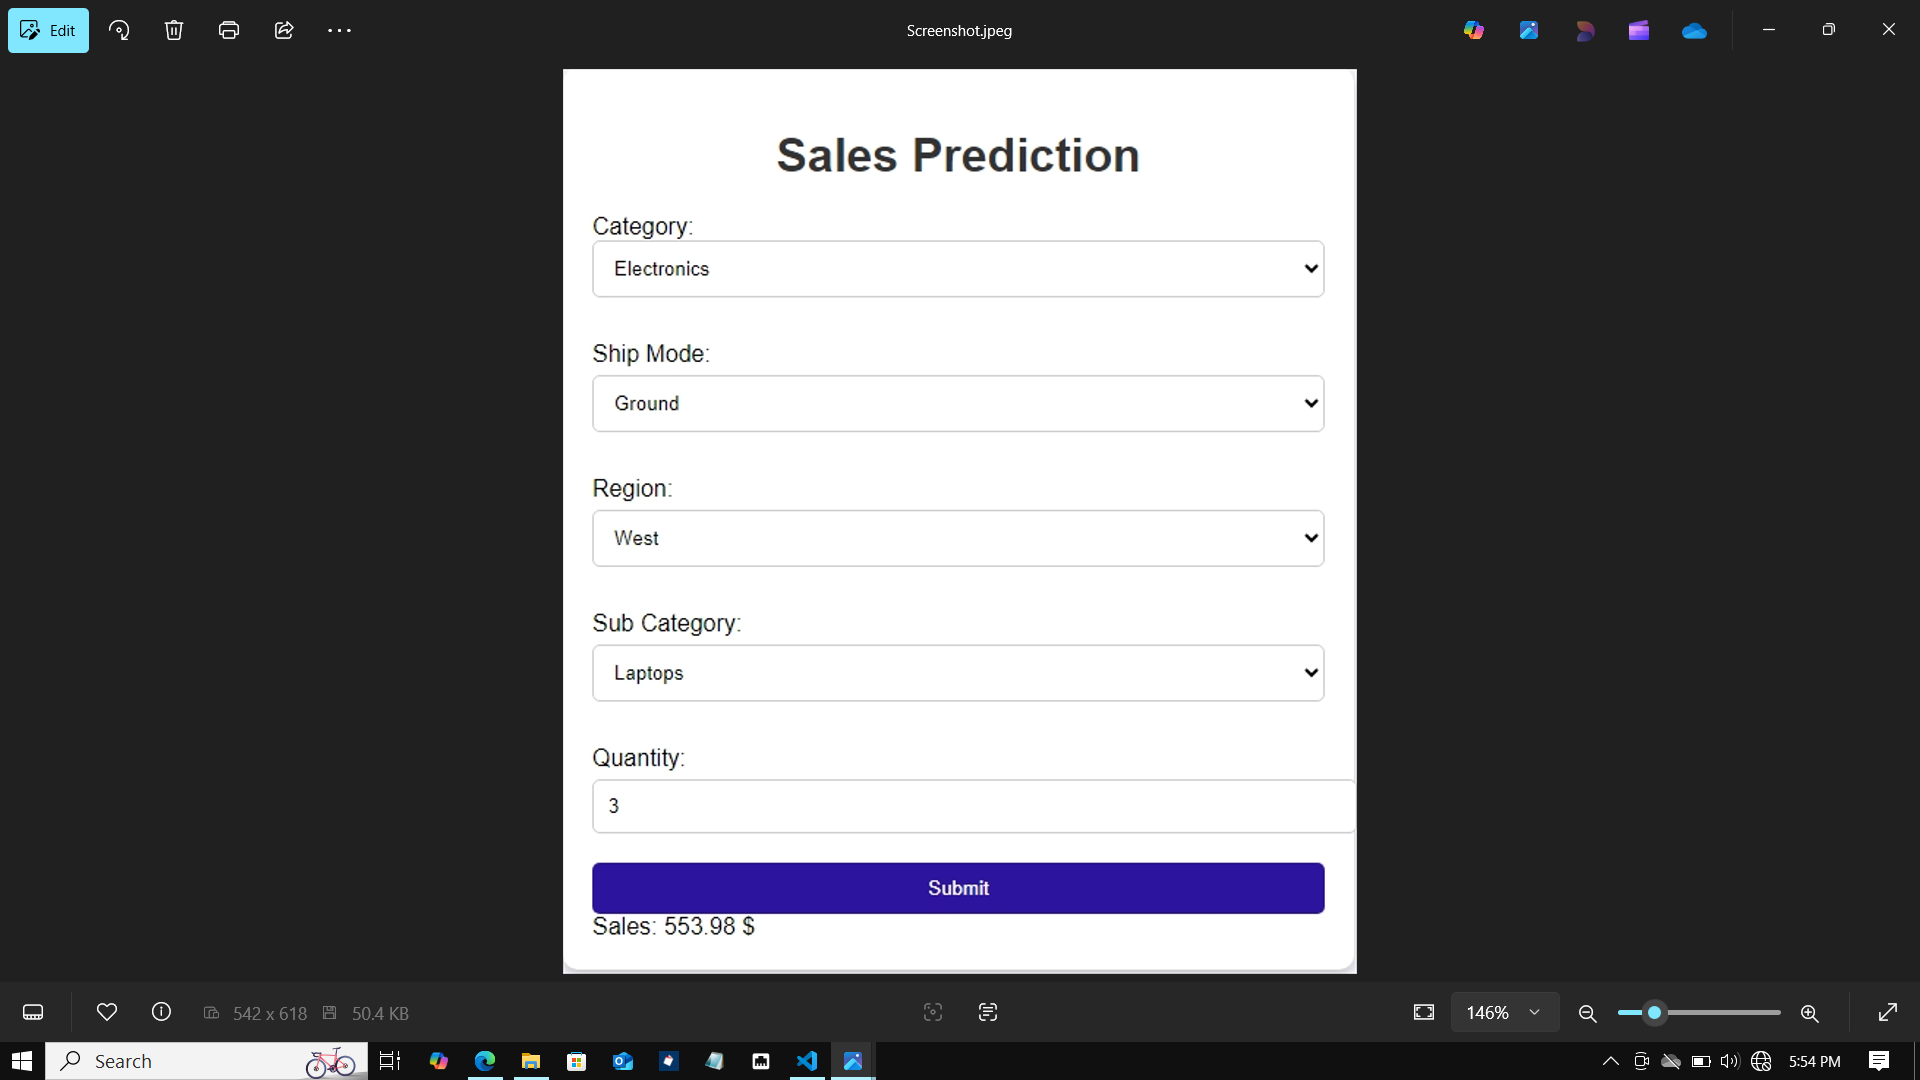 Edit
Screenshot.jpeg
Sales Prediction
Category:
Electronics
Ship Mode:
Ground
Region:
West
Sub Category:
Laptops
Quantity:
3
Submit
Sales: 553.98 $
542 x 618 50.4 KB
146%
Search
5:54 PM